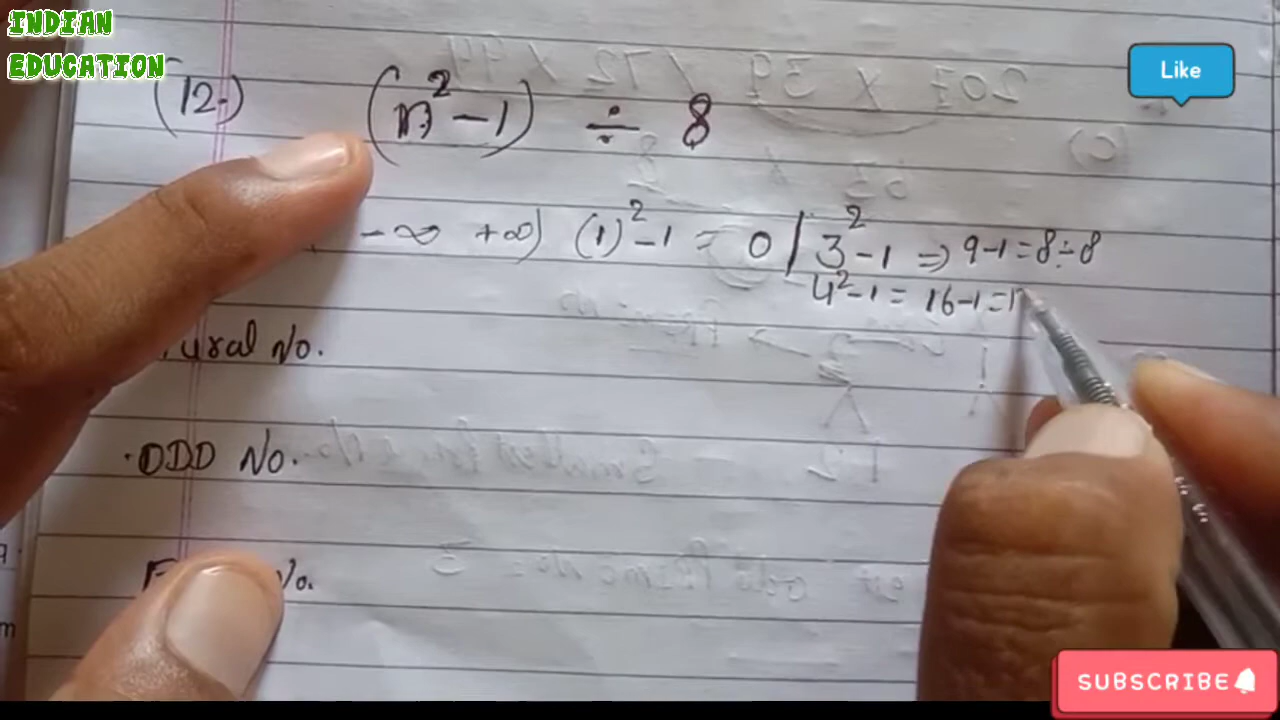 INDIAN
EDUCATION
Like
(12.) (n² - 1) ÷ 8
- ∞ + ∞) (1)² - 1 = 0 | 3² - 1 => 9 - 1 = 8 ÷ 8
4² - 1 = 16 - 1 = 1
ural No.
. ODD No.
No.
SUBSCRIBE